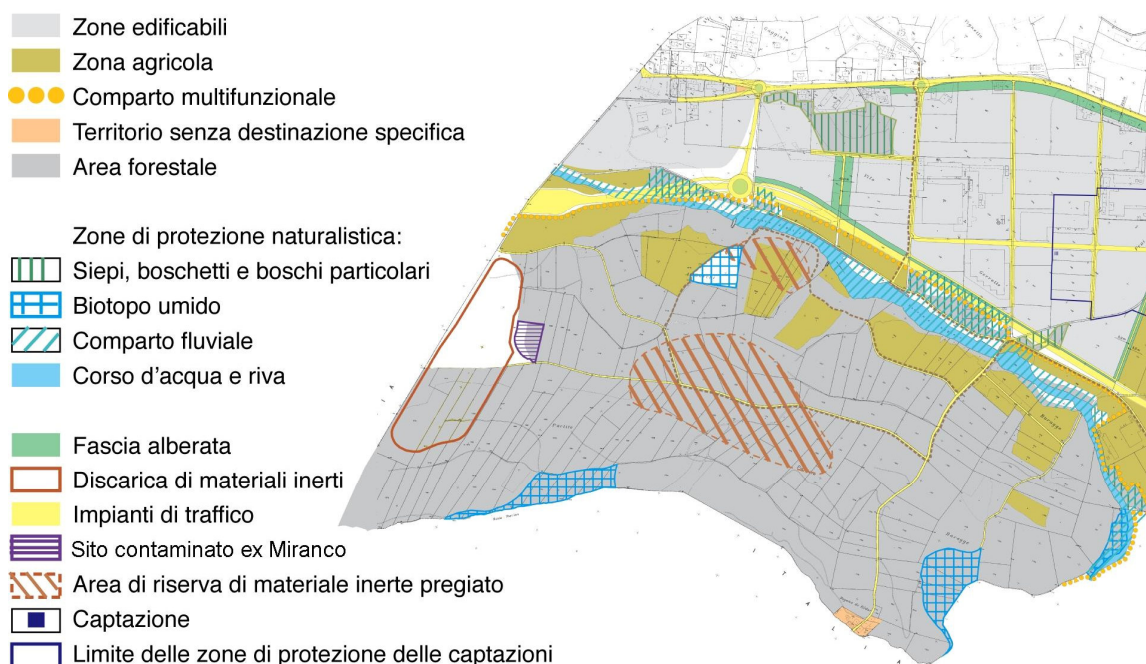 Zone edificabili
Zona agricola
Comparto multifunzionale
Territorio senza destinazione specifica
Area forestale
Zone di protezione naturalistica:
Siepi, boschetti e boschi particolari
Biotopo umido
Comparto fluviale
Corso d'acqua e riva
Fascia alberata
Discarica di materiali inerti
Impianti di traffico
Sito contaminato ex Miranco
Area di riserva di materiale inerte pregiato
Captazione
Limite delle zone di protezione delle captazioni